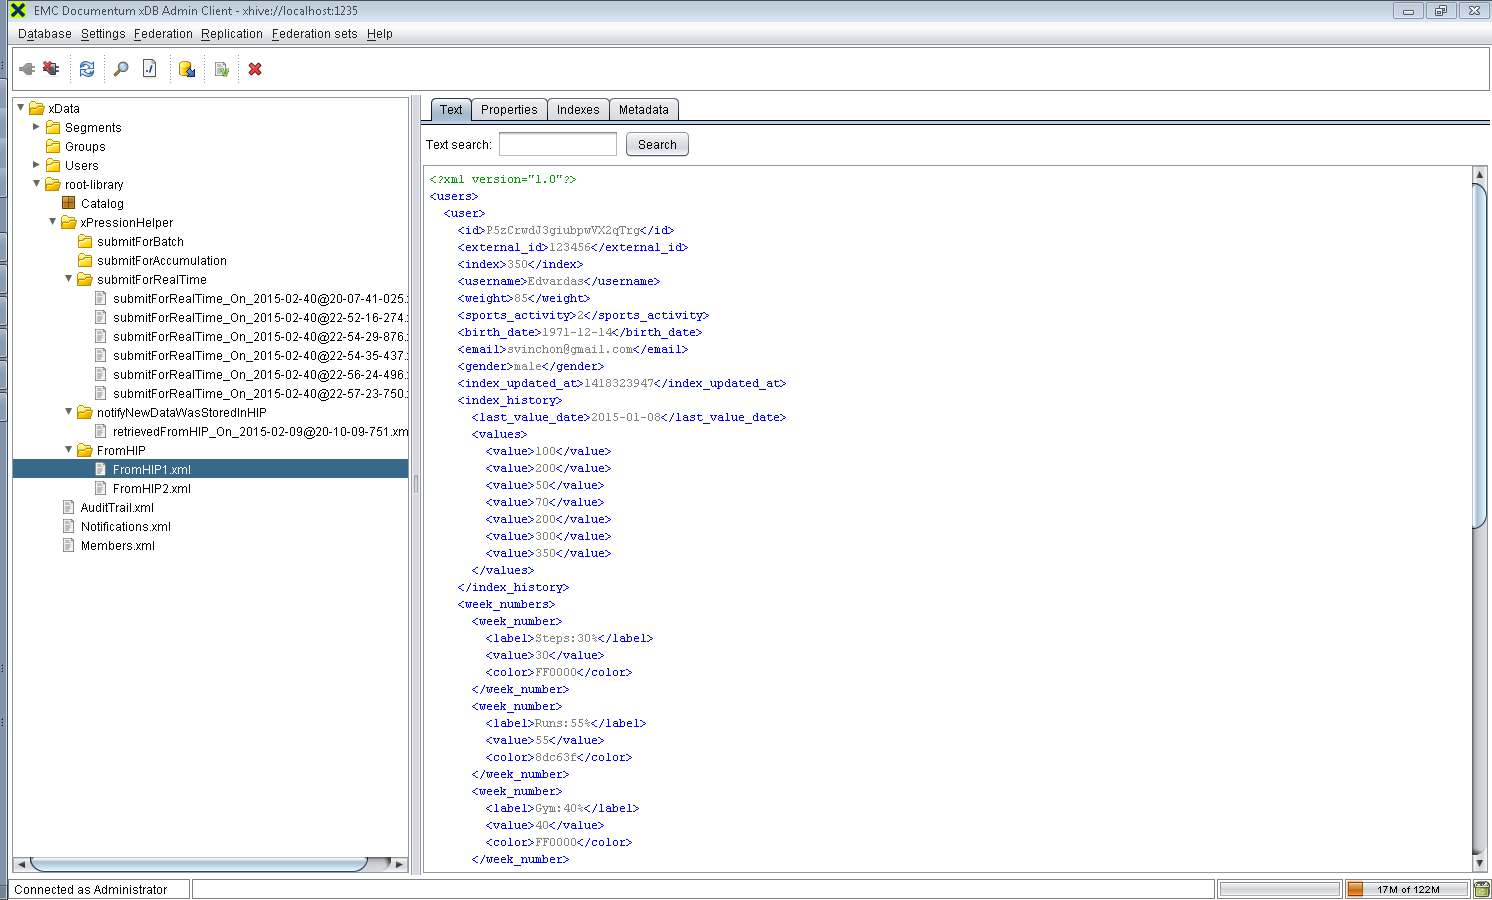 EMC Documentum xDB Admin Client - xhive://localhost:1235
Database Settings Federation Replication Federation sets Help
xData
Segments
Groups
Users
root-library
Catalog
xPressionHelper
submitForBatch
submitForAccumulation
submitForRealTime
submitForRealTime_On_2015-02-40@20-07-41-025.
submitForRealTime_On_2015-02-40@22-52-16-274.
submitForRealTime_On_2015-02-40@22-54-29-876.
submitForRealTime_On_2015-02-40@22-54-35-437.
submitForRealTime_On_2015-02-40@22-56-24-496.
submitForRealTime_On_2015-02-40@22-57-23-750.
notifyNewDataWasStoredInHIP
retrievedFromHIP_On_2015-02-09@20-10-09-751.xm
FromHIP
FromHIP1.xml
FromHIP2.xml
AuditTrail.xml
Notifications.xml
Members.xml
Text Properties Indexes Metadata
Text search: Search
<?xml version="1.0"?>
<users>
<user>
<id>P5zCrwdJ3giubpwVX2qTrg</id>
<external_id>123456</external_id>
<index>350</index>
<username>Edvardas</username>
<weight>85</weight>
<sports_activity>2</sports_activity>
<birth_date>1971-12-14</birth_date>
<email>svinchon@gmail.com</email>
<gender>male</gender>
<index_updated_at>1418323947</index_updated_at>
<index_history>
<last_value_date>2015-01-08</last_value_date>
<values>
<value>100</value>
<value>200</value>
<value>50</value>
<value>70</value>
<value>200</value>
<value>300</value>
<value>350</value>
</values>
</index_history>
<week_numbers>
<week_number>
<label>Steps:30%</label>
<value>30</value>
<color>FF0000</color>
</week_number>
<week_number>
<label>Runs:55%</label>
<value>55</value>
<color>8dc63f</color>
</week_number>
<week_number>
<label>Gym:40%</label>
<value>40</value>
<color>FF0000</color>
</week_number>
Connected as Administrator
17M of 122M